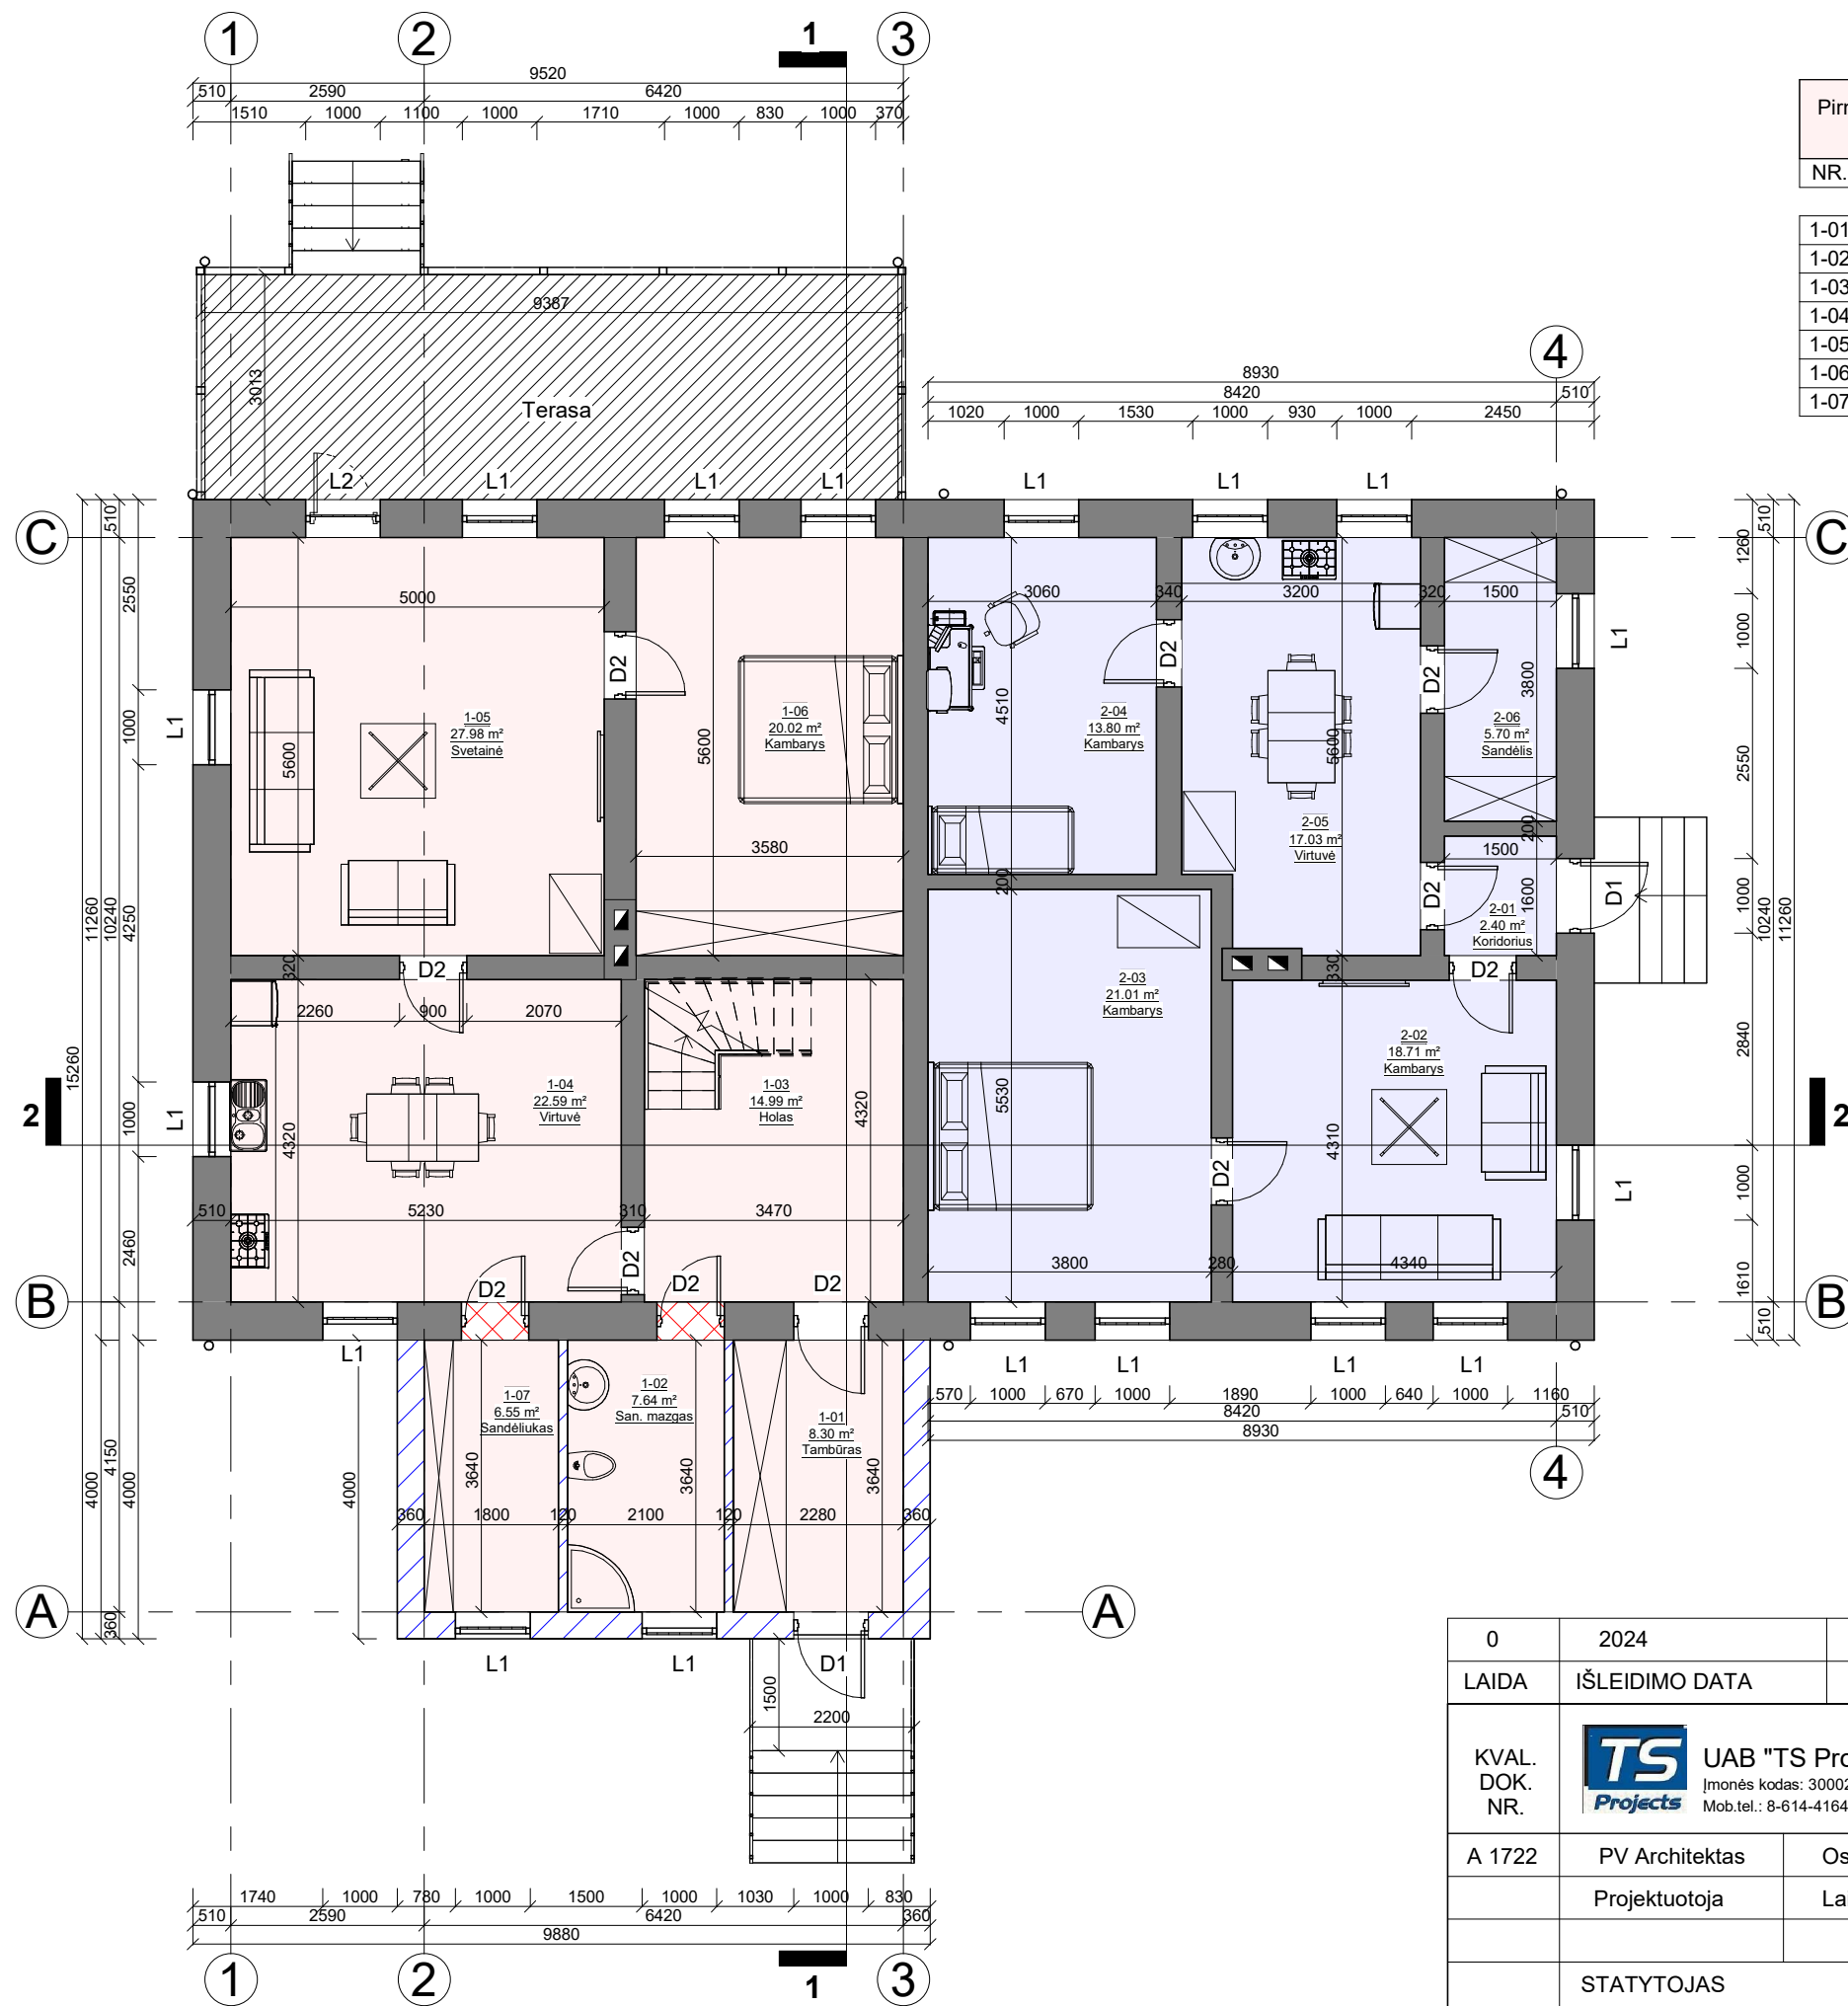 1 2 1 3
9520
510 2590 6420
1510 1000 1100 1000 1710 1000 830 1000 370
NR.
1-01
1-02
1-03
1-04
1-05
1-06
1-07
9387
3013
Terasa
4
8930
8420 510
1020 1000 1530 1000 930 1000 2450
L2 L1 L1 L1 L1 L1 L1
C
C
11260 10240 510 2550 1000 4250 1000 2460
15260
510 1260 1000 2550 1000 2840 1000 1610 510
10240 11260
5000
3060 340 3200 320 1500
D2 D2 D2
L1
L1
1-05
27.98 m²
Svetainė
5600
1-06
20.02 m²
Kambarys
5600
3580
2-04
13.80 m²
Kambarys
4510
5600
2-05
17.03 m²
Virtuvė
2-06
5.70 m²
Sandėlis
3800
200
1500
1600
D2
D1
2-01
2.40 m²
Koridorius
200
320 D2
2260 900 2070
330 D2
2-03
21.01 m²
Kambarys
5530
2-02
18.71 m²
Kambarys
4310
1-04
22.59 m²
Virtuvė
4320
1-03
14.99 m²
Holas
4320
2 2
L1
L1
D2
510 5230 310 3470
3800 280 4340
D2
D2 D2 D2
B
B
L1
L1 L1 L1 L1
570 1000 670 1000 1890 1000 640 1000 1160
8420 510
8930
4
1-07
6.55 m²
Sandėliukas
3640
1-02
7.64 m²
San. mazgas
3640
1-01
8.30 m²
Tambūras
3640
360 1800 120 2100 120 2280 360
4000 4150 4000 4000
360
A A
L1 L1 D1
1500
2200
1740 1000 780 1000 1500 1000 1030 1000 830
510 2590 6420 360
9880
1 2 1 3
0 2024
LAIDA IŠLEIDIMO DATA
KVAL.
DOK.
NR.
TS
Projects
UAB "TS Pro
Įmonės kodas: 30002
Mob.tel.: 8-614-4164
A 1722 PV Architektas Os
Projektuotoja La
STATYTOJAS